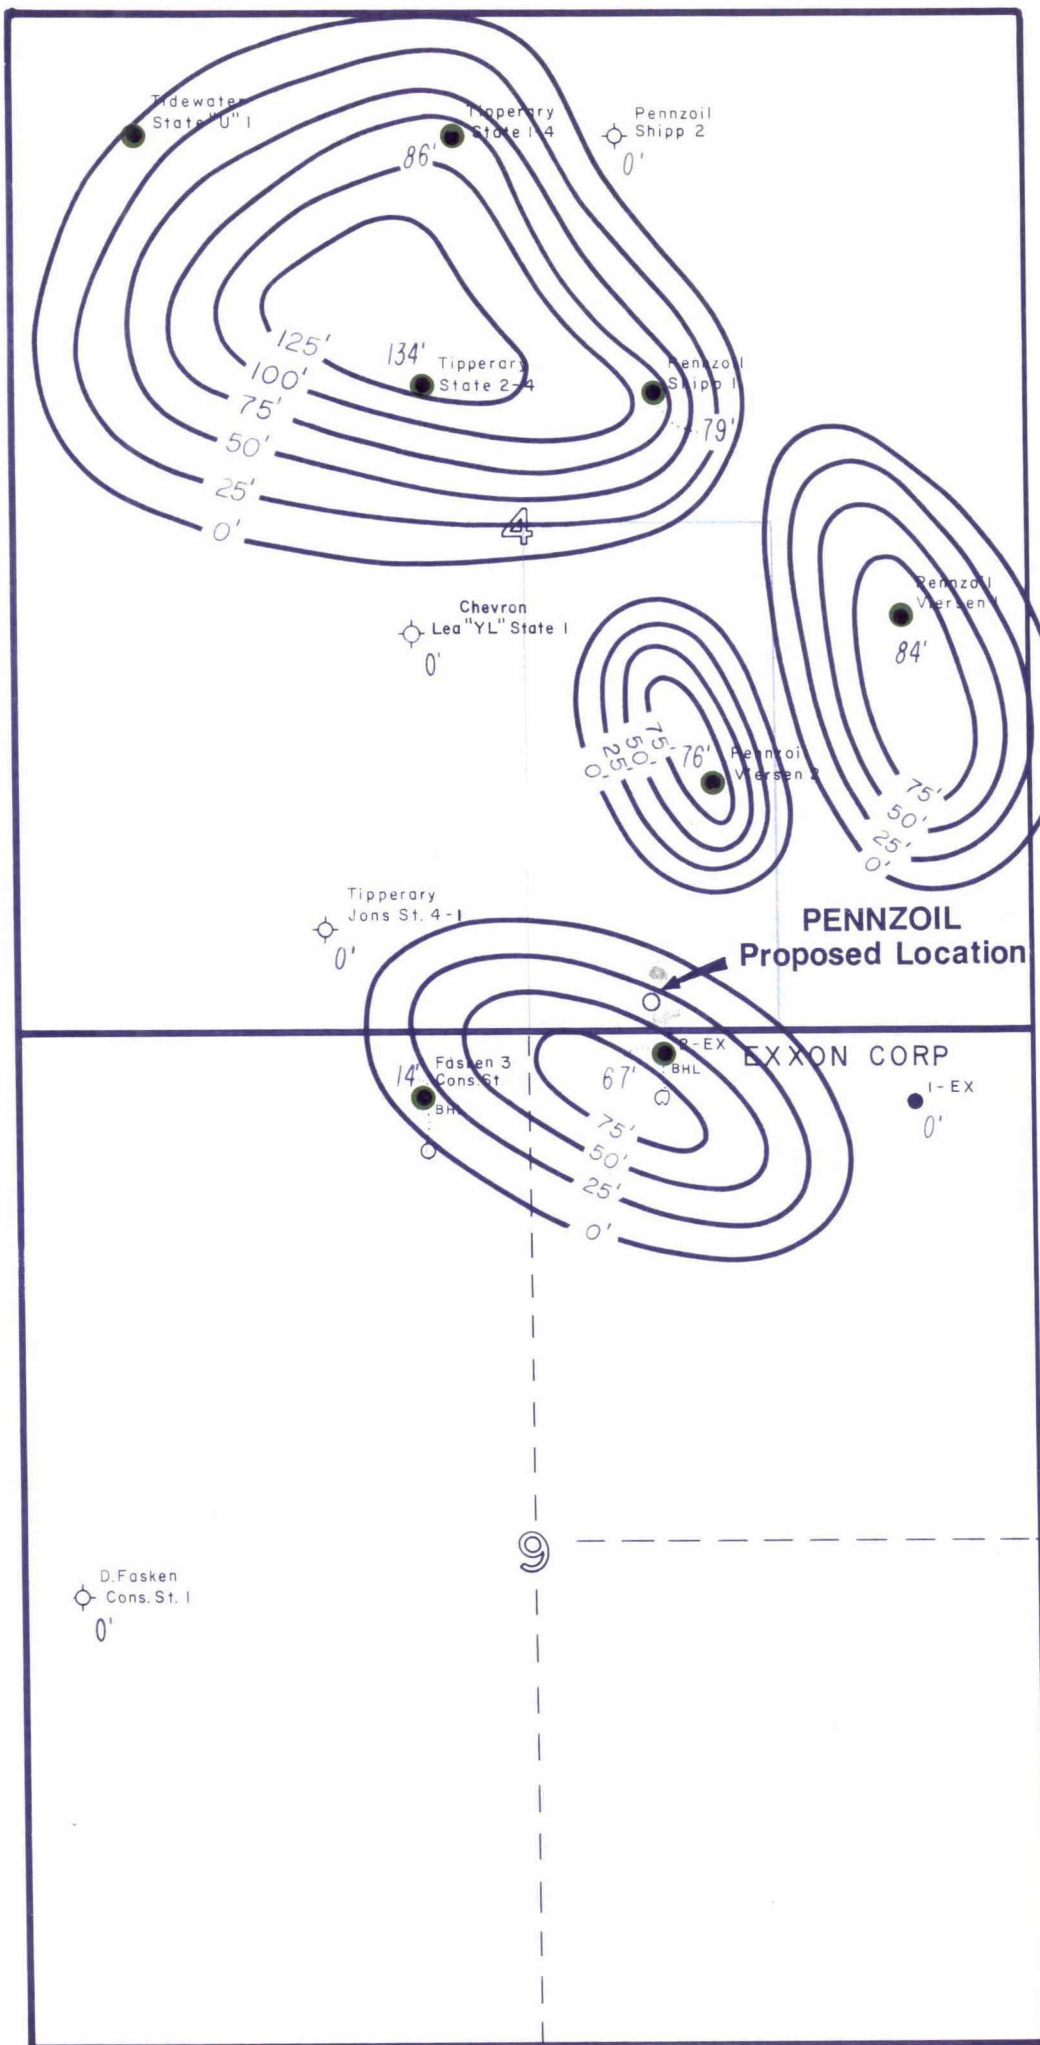 Tidewater
State "U" 1
Tipperary
State 1-4
86'
Pennzoil
Shipp 2
0'
125'
100'
75'
50'
25'
0'
134'
Tipperary
State 2-4
Pennzoil
Shipp 1
79'
4
Chevron
Lea "YL" State 1
0'
Pennzoil
Viersen 1
84'
75'
50'
25'
0'
75'
50'
25'
0'
76'
Pennzoil
Viersen 2
Tipperary
Jons St. 4-1
0'
PENNZOIL
Proposed Location
EXXON CORP
2-EX
BHL
67'
1-EX
0'
14'
Fasken 3
Cons. St.
BHL
75'
50'
25'
0'
9
D. Fasken
Cons. St. 1
0'